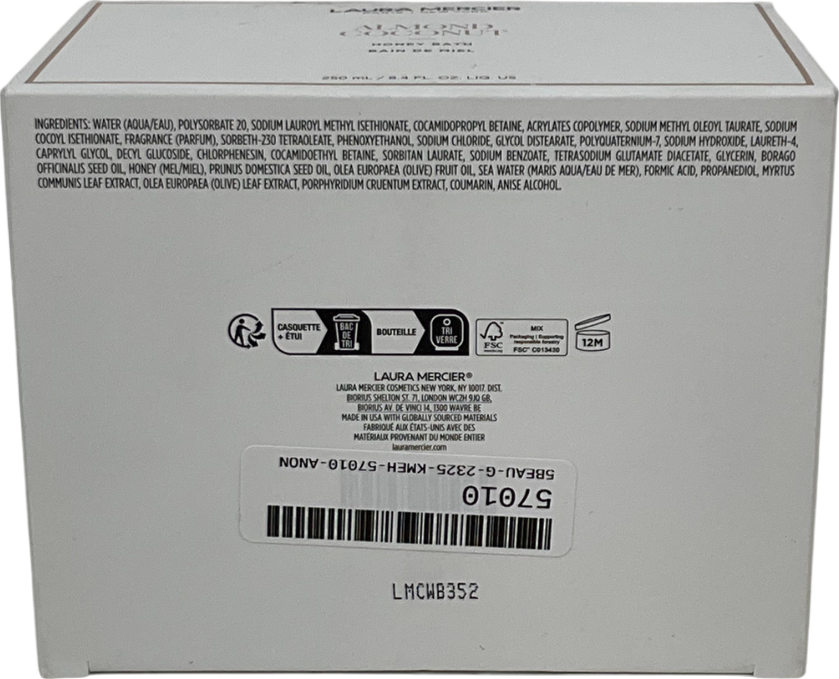 LAURA MERCIER
ALMOND
COCONUT
HONEY BATH
BAIN DE MIEL
250 mL / 8.4 FL. OZ. LIQ. US
INGREDIENTS: WATER (AQUA/EAU), POLYSORBATE 20, SODIUM LAUROYL METHYL ISETHIONATE, COCAMIDOPROPYL BETAINE, ACRYLATES COPOLYMER, SODIUM METHYL OLEOYL TAURATE, SODIUM
COCOYL ISETHIONATE, FRAGRANCE (PARFUM), SORBETH-230 TETRAOLEATE, PHENOXYETHANOL, SODIUM CHLORIDE, GLYCOL DISTEARATE, POLYQUATERNIUM-7, SODIUM HYDROXIDE, LAURETH-4,
CAPRYLYL GLYCOL, DECYL GLUCOSIDE, CHLORPHENESIN, COCAMIDOETHYL BETAINE, SORBITAN LAURATE, SODIUM BENZOATE, TETRASODIUM GLUTAMATE DIACETATE, GLYCERIN, BORAGO
OFFICINALIS SEED OIL, HONEY (MEL/MIEL), PRUNUS DOMESTICA SEED OIL, OLEA EUROPAEA (OLIVE) FRUIT OIL, SEA WATER (MARIS AQUA/EAU DE MER), FORMIC ACID, PROPANEDIOL, MYRTUS
COMMUNIS LEAF EXTRACT, OLEA EUROPAEA (OLIVE) LEAF EXTRACT, PORPHYRIDIUM CRUENTUM EXTRACT, COUMARIN, ANISE ALCOHOL.
CASQUETTE
+ ÉTUI
BAC
DE
TRI
BOUTEILLE
TRI
VERRE
FSC
MIX
Packaging | Supporting
responsible forestry
FSC™ C013430
12M
LAURA MERCIER®
LAURA MERCIER COSMETICS NEW YORK, NY 10017. DIST.
BIORIUS SHELTON ST. 71, LONDON WC2H 9JQ GB,
BIORIUS AV. DE VINCI 14, 1300 WAVRE BE
MADE IN USA WITH GLOBALLY SOURCED MATERIALS
FABRIQUÉ AUX ÉTATS-UNIS AVEC DES
MATÉRIAUX PROVENANT DU MONDE ENTIER
lauramercier.com
5BEAU-G-2325-KMEH-57010-ANON
57010
LMCWB352